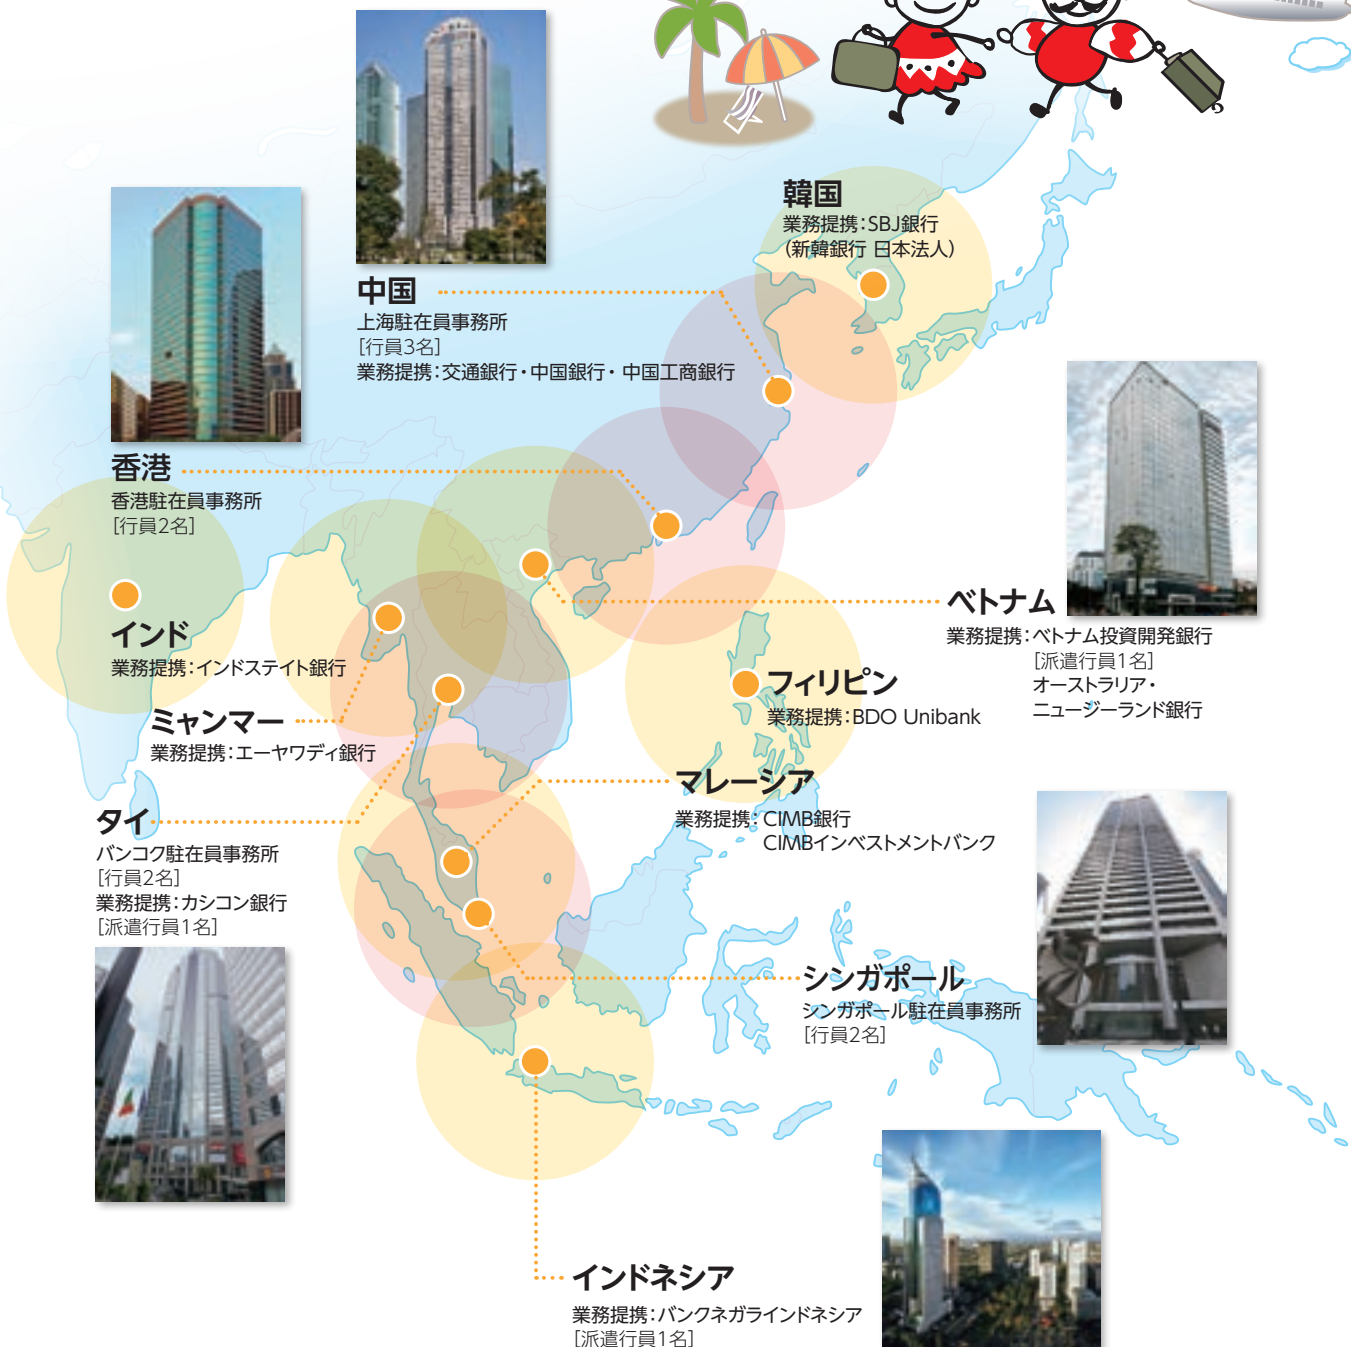 韓国
業務提携：SBJ銀行
（新韓銀行 日本法人）
中国
上海駐在員事務所
［行員3名］
業務提携：交通銀行・中国銀行・中国工商銀行
香港
香港駐在員事務所
［行員2名］
ベトナム
業務提携：ベトナム投資開発銀行
［派遣行員1名］
オーストラリア・
ニュージーランド銀行
インド
業務提携：インドステイト銀行
フィリピン
業務提携：BDO Unibank
ミャンマー
業務提携：エーヤワディ銀行
マレーシア
業務提携：CIMB銀行
CIMBインベストメントバンク
タイ
バンコク駐在員事務所
［行員2名］
業務提携：カシコン銀行
［派遣行員1名］
シンガポール
シンガポール駐在員事務所
［行員2名］
インドネシア
業務提携：バンクネガラインドネシア
［派遣行員1名］